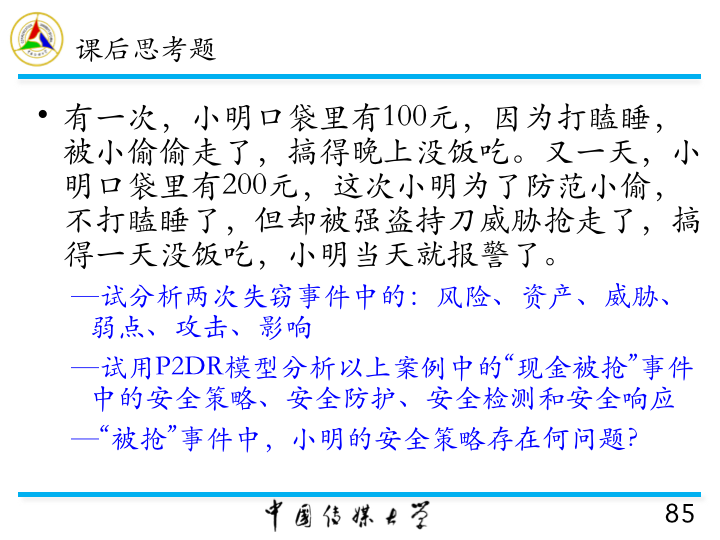 课后思考题
• 有一次，小明口袋里有100元，因为打瞌睡，
被小偷偷走了，搞得晚上没饭吃。又一天，小
明口袋里有200元，这次小明为了防范小偷，
不打瞌睡了，但却被强盗持刀威胁抢走了，搞
得一天没饭吃，小明当天就报警了。
—试分析两次失窃事件中的：风险、资产、威胁、
弱点、攻击、影响
—试用P2DR模型分析以上案例中的“现金被抢”事件
中的安全策略、安全防护、安全检测和安全响应
—“被抢”事件中，小明的安全策略存在何问题?
中国传媒大学
85